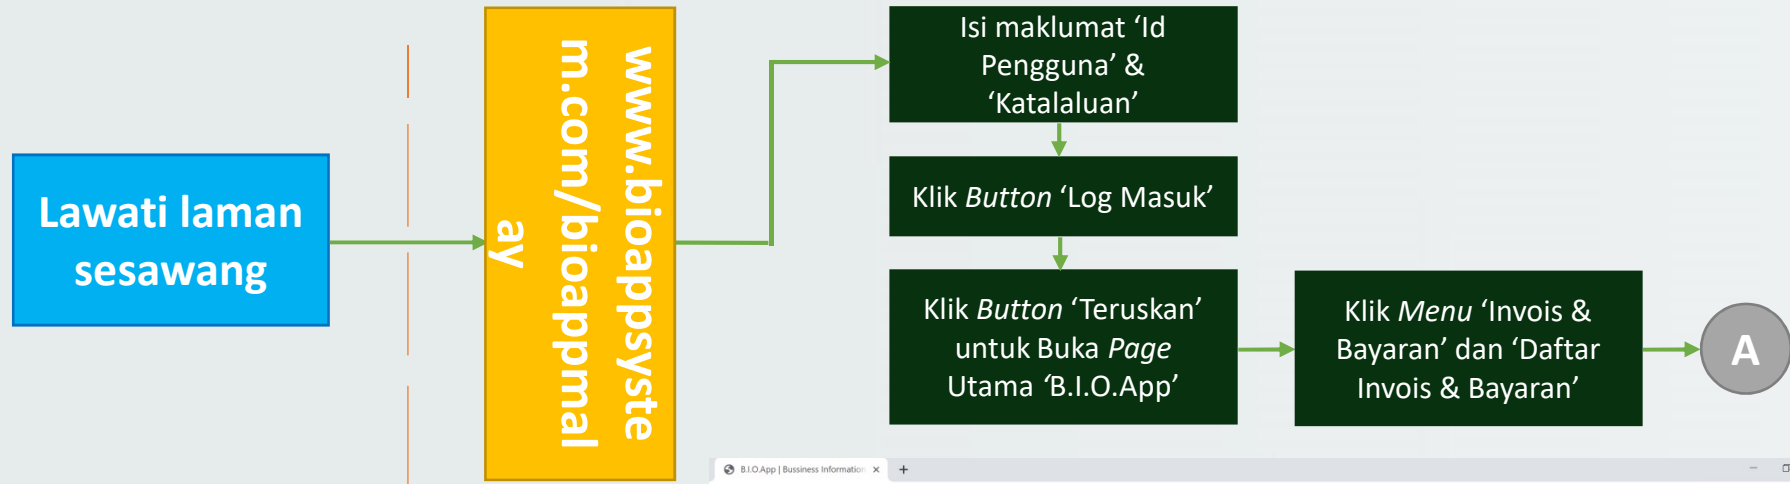 Lawati laman
sesawang
www.bioappsyste
m.com/bioappmal
ay
Isi maklumat ‘Id
Pengguna’ &
‘Katalaluan’
Klik Button ‘Log Masuk’
Klik Button ‘Teruskan’
untuk Buka Page
Utama ‘B.I.O.App’
Klik Menu ‘Invois &
Bayaran’ dan ‘Daftar
Invois & Bayaran’
A
B.I.O.App | Bussiness Information